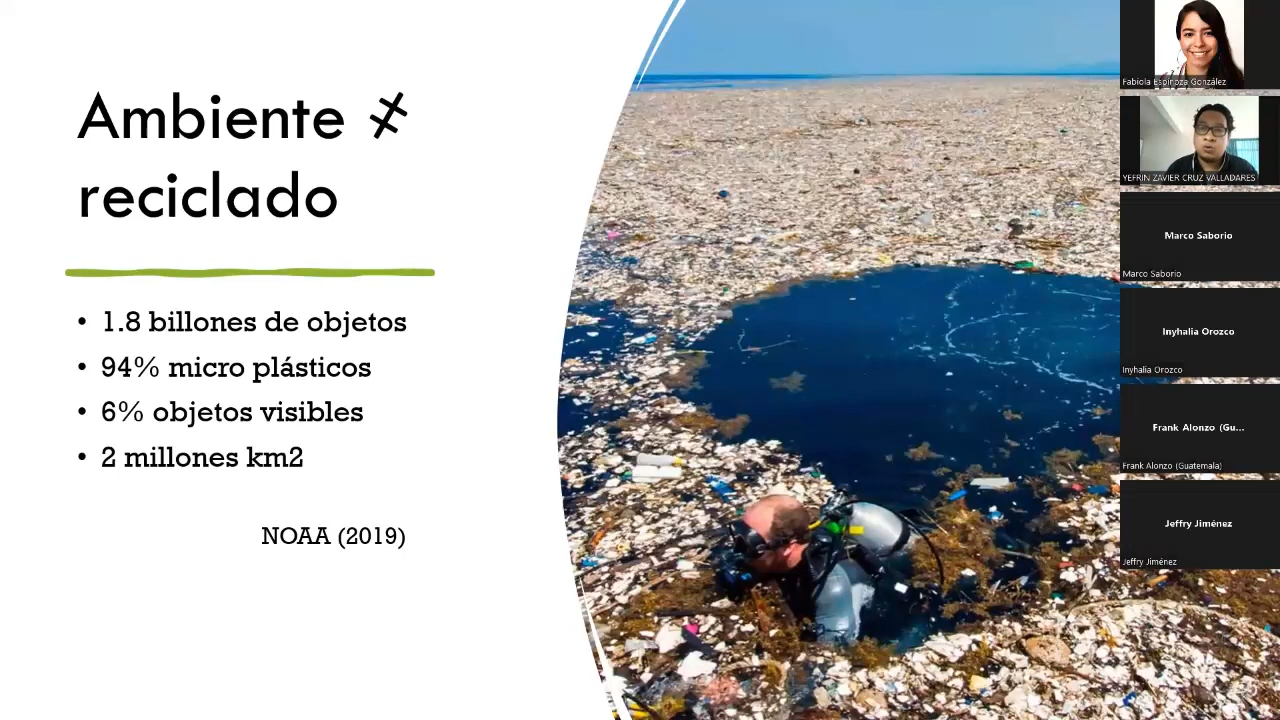 Ambiente ≠
reciclado
• 1.8 billones de objetos
• 94% micro plásticos
• 6% objetos visibles
• 2 millones km2
NOAA (2019)
Fabiola Espinoza González
YEFRIN ZAVIER CRUZ VALLADARES
Marco Saborio
Marco Saborio
Inyhalia Orozco
Inyhalia Orozco
Frank Alonzo (Gu...
Frank Alonzo (Guatemala)
Jeffry Jiménez
Jeffry Jiménez